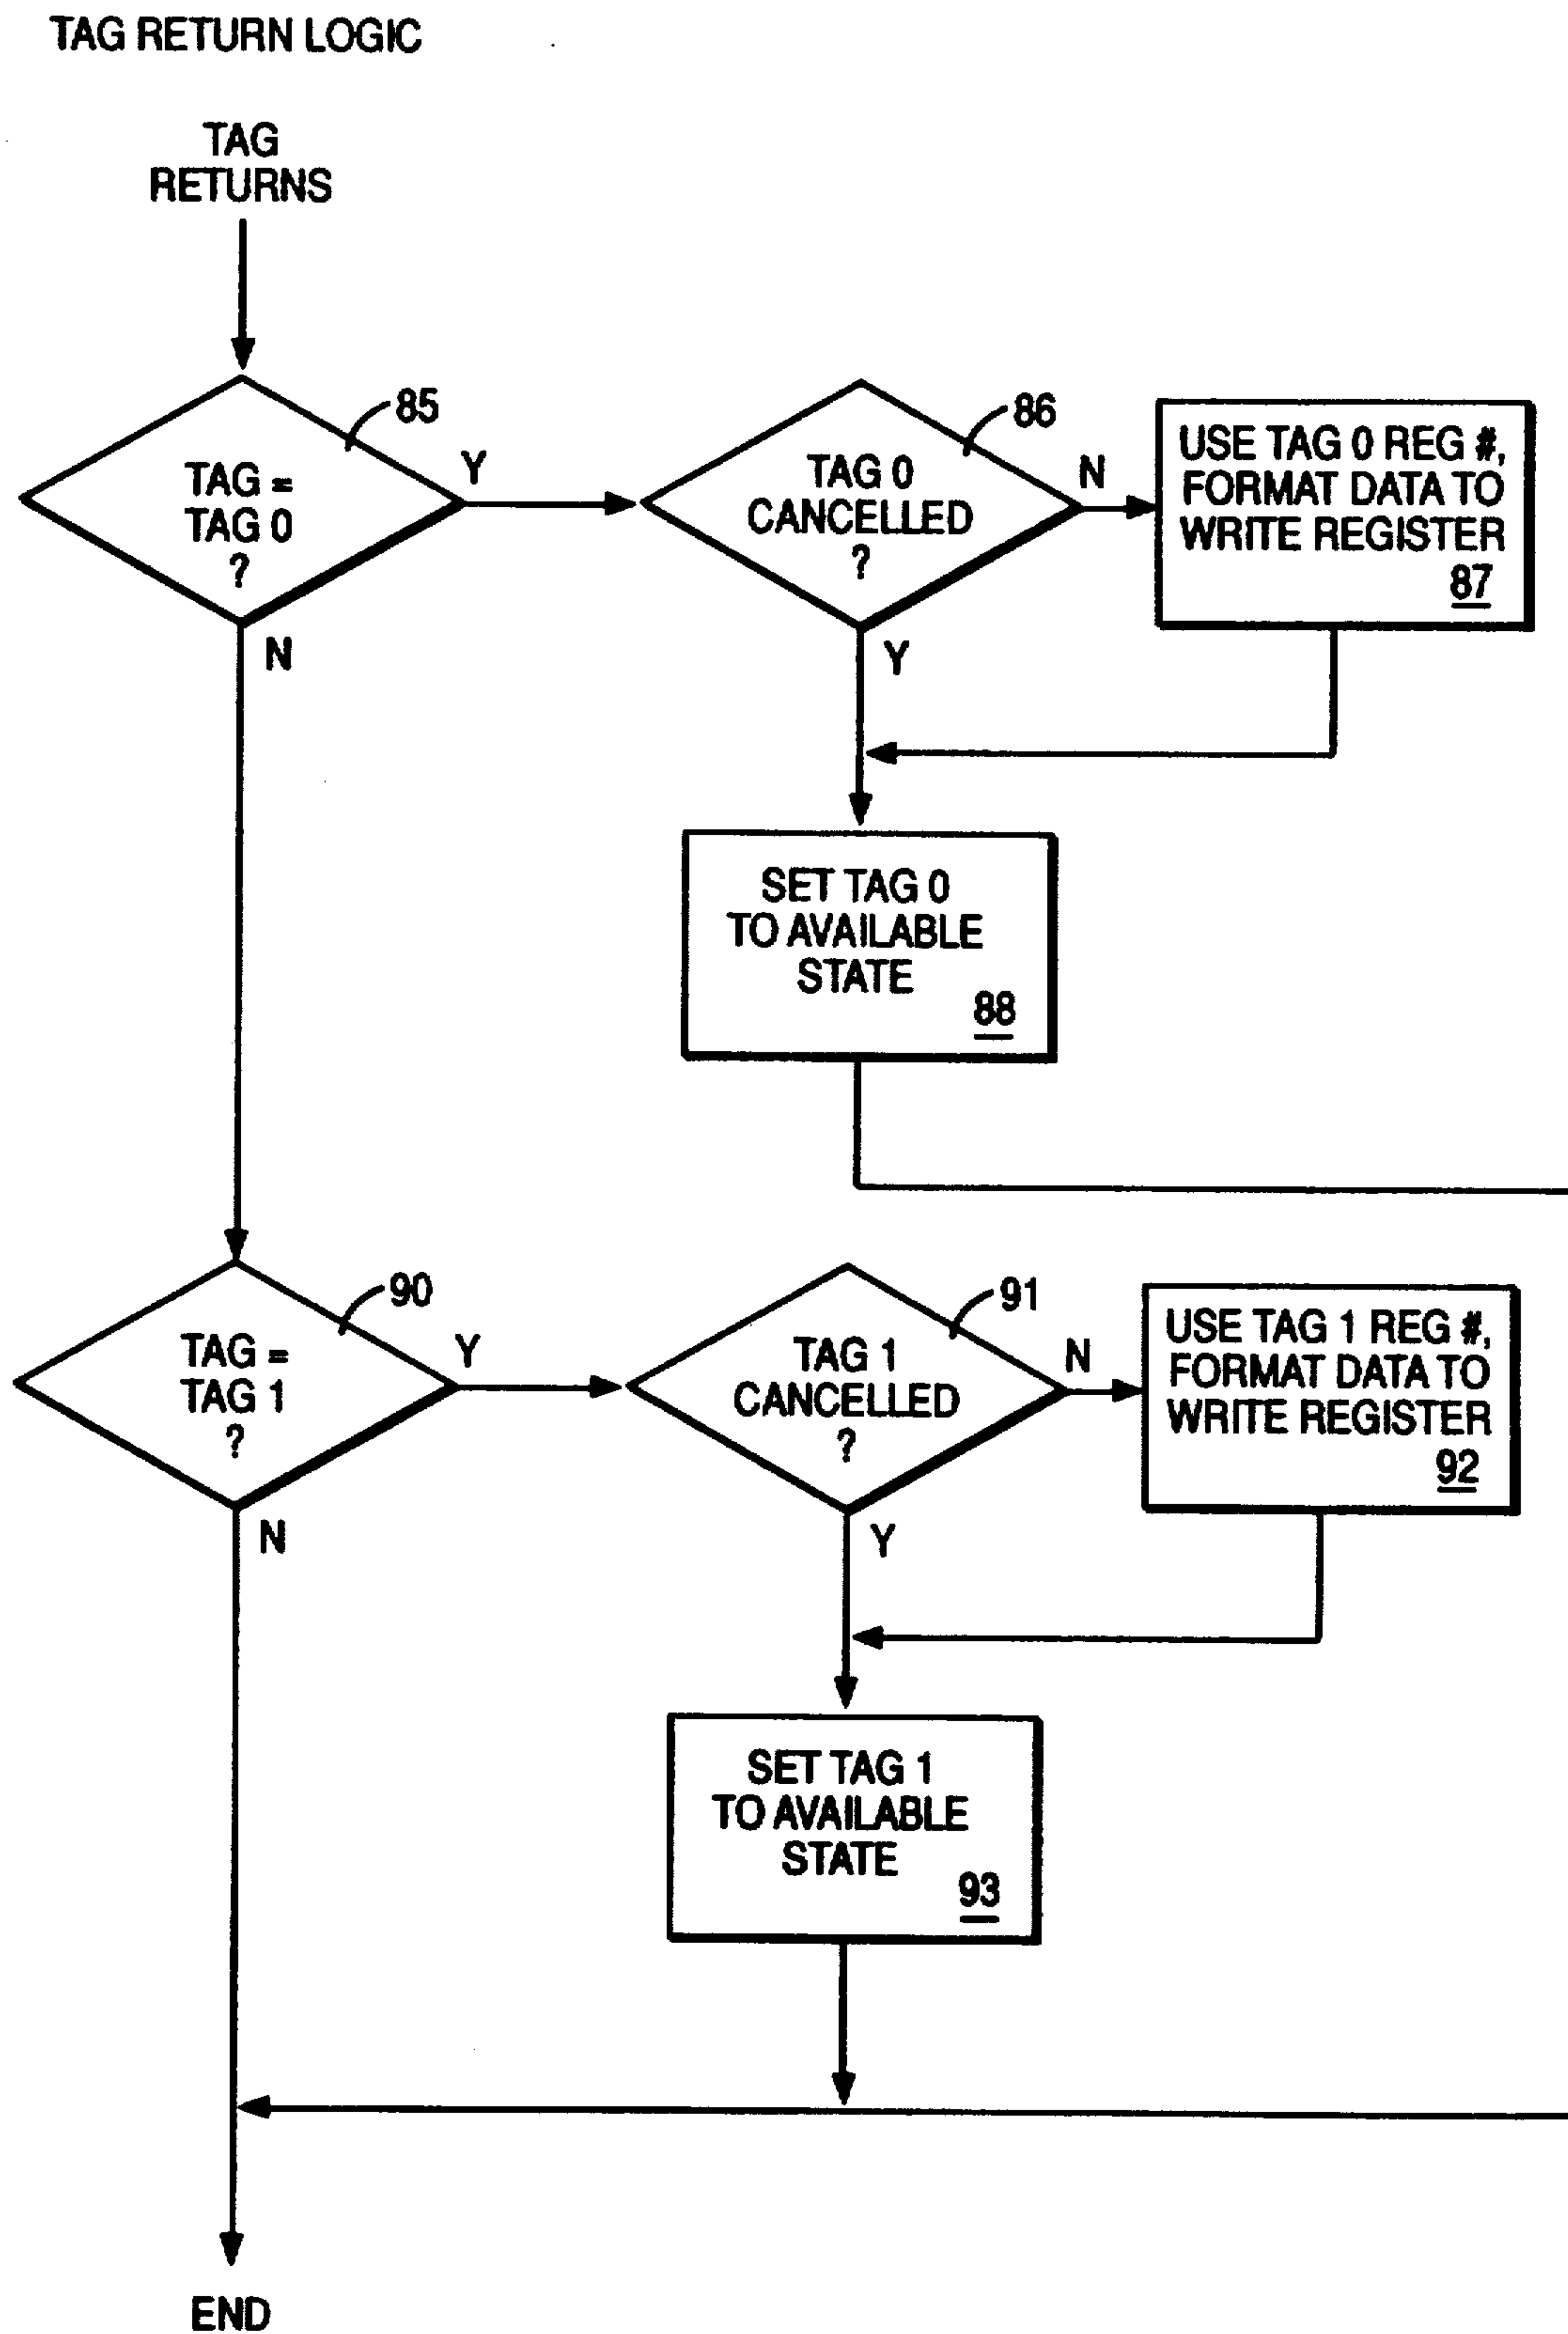 TAG RETURN LOGIC
TAG
RETURNS
85
TAG =
TAG 0
?
Y
N
86
TAG 0
CANCELLED
?
N
Y
USE TAG 0 REG #,
FORMAT DATA TO
WRITE REGISTER
87
SET TAG 0
TO AVAILABLE
STATE
88
90
TAG =
TAG 1
?
Y
N
91
TAG 1
CANCELLED
?
N
Y
USE TAG 1 REG #,
FORMAT DATA TO
WRITE REGISTER
92
SET TAG 1
TO AVAILABLE
STATE
93
END